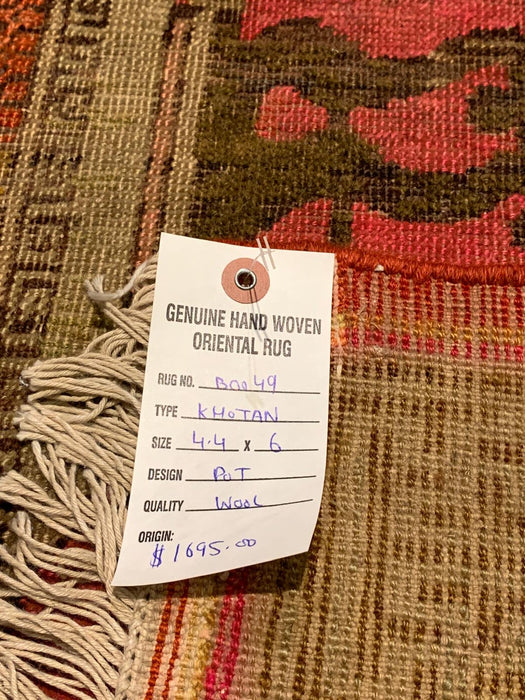 GENUINE HAND WOVEN
ORIENTAL RUG
RUG NO. B0049
TYPE KHOTAN
SIZE 4.4 X 6
DESIGN POT
QUALITY WOOL
ORIGIN:
$1695.00